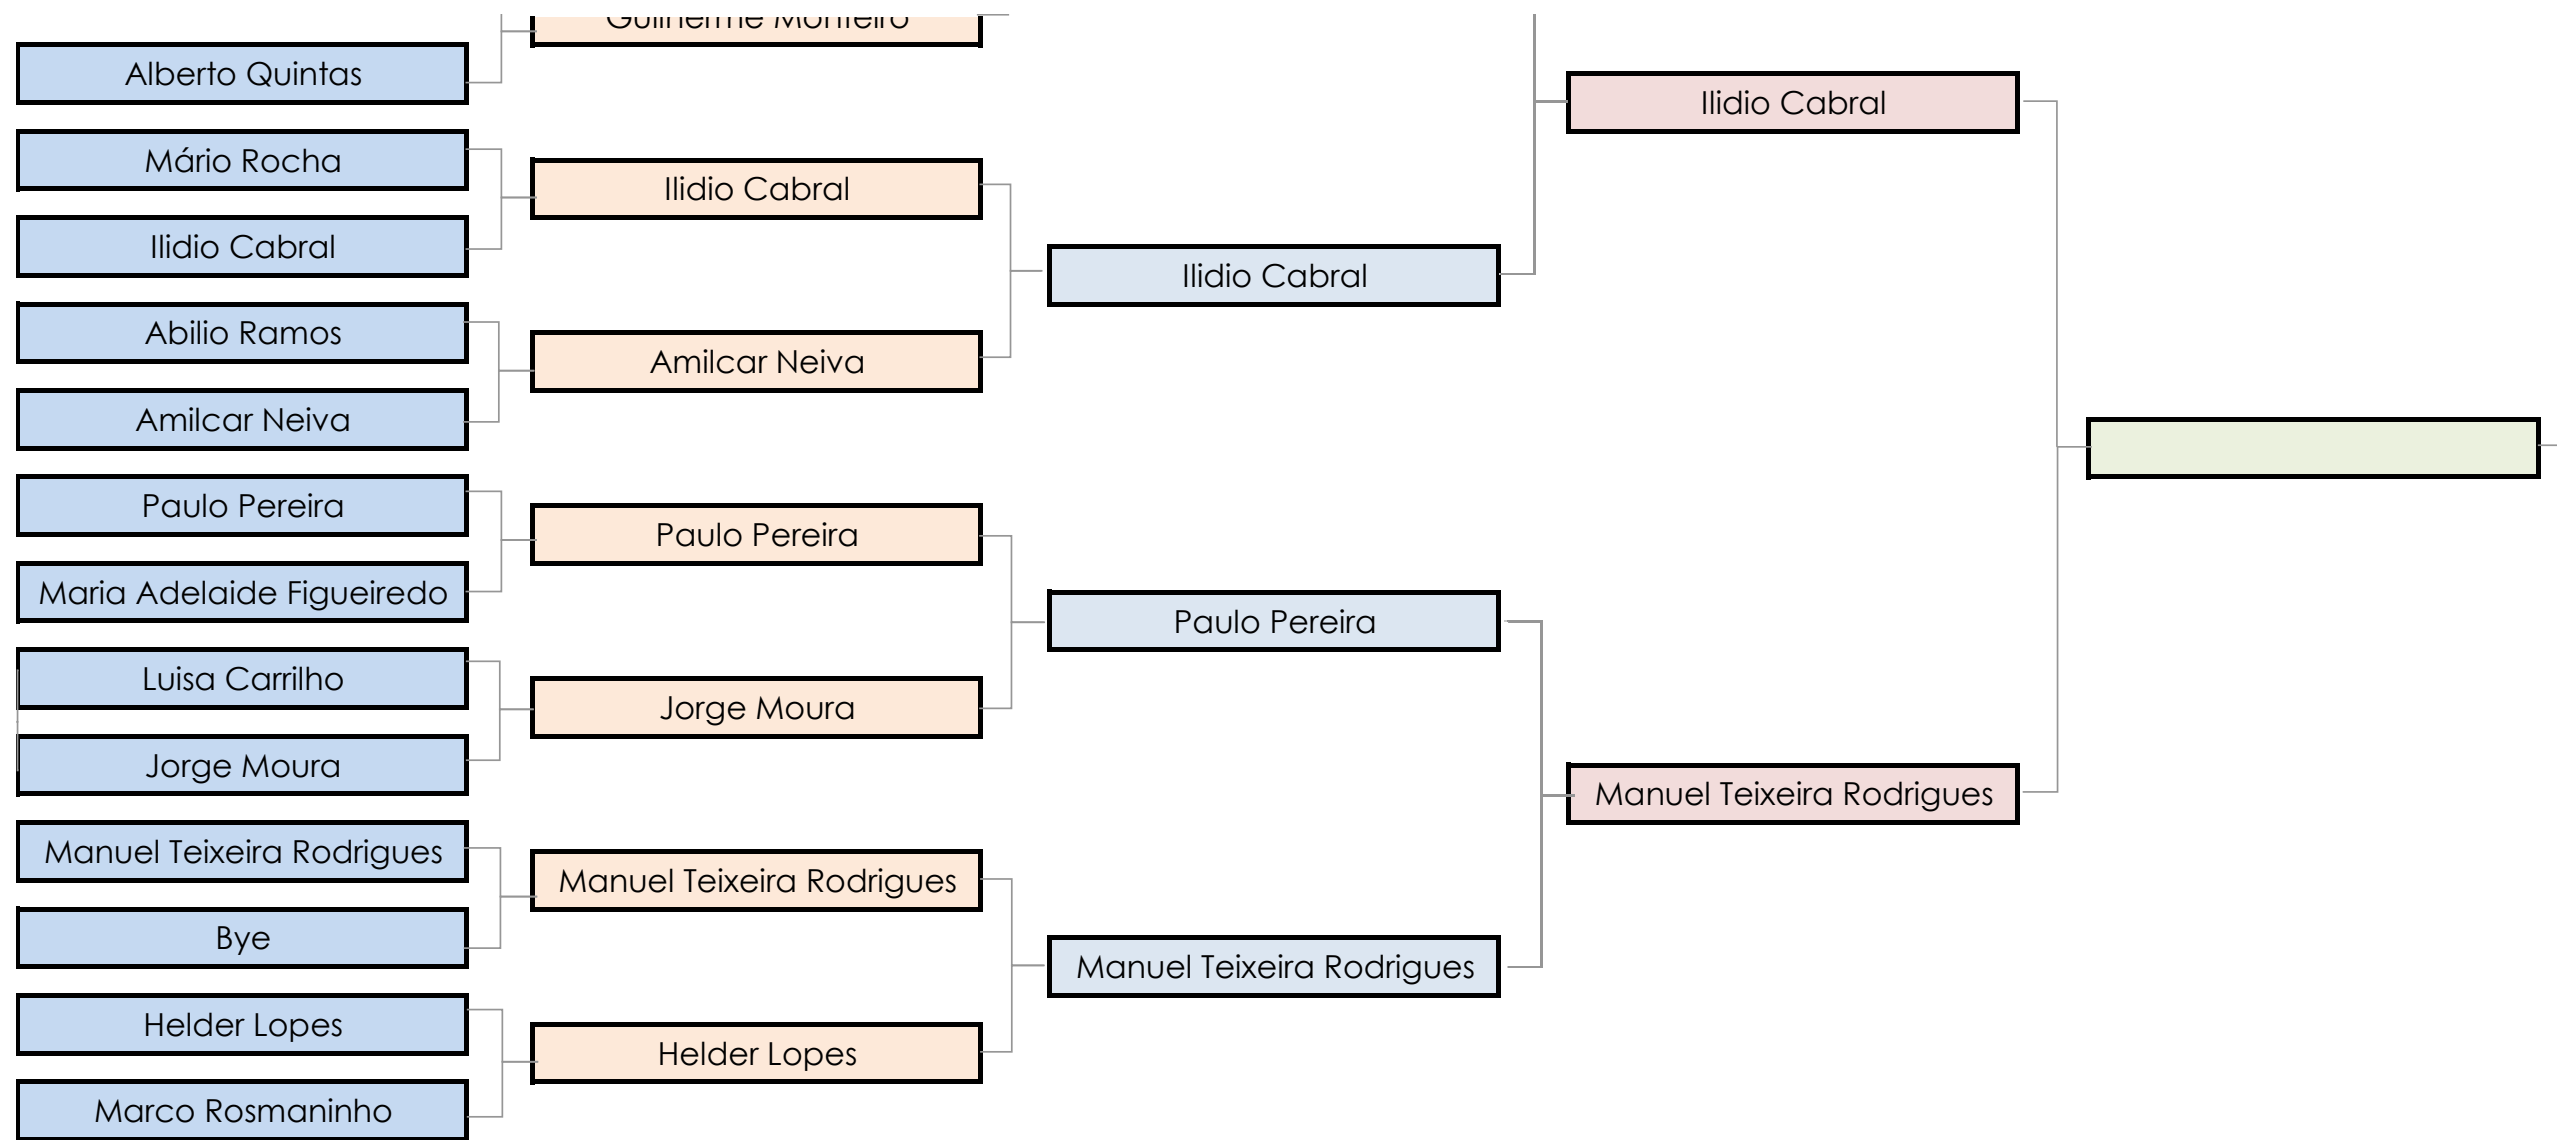 Guilherme Monteiro
Alberto Quintas
Ilidio Cabral
Mário Rocha
Ilidio Cabral
Ilidio Cabral
Ilidio Cabral
Abilio Ramos
Amilcar Neiva
Amilcar Neiva
Paulo Pereira
Paulo Pereira
Maria Adelaide Figueiredo
Paulo Pereira
Luisa Carrilho
Jorge Moura
Jorge Moura
Manuel Teixeira Rodrigues
Manuel Teixeira Rodrigues
Manuel Teixeira Rodrigues
Bye
Manuel Teixeira Rodrigues
Helder Lopes
Helder Lopes
Marco Rosmaninho